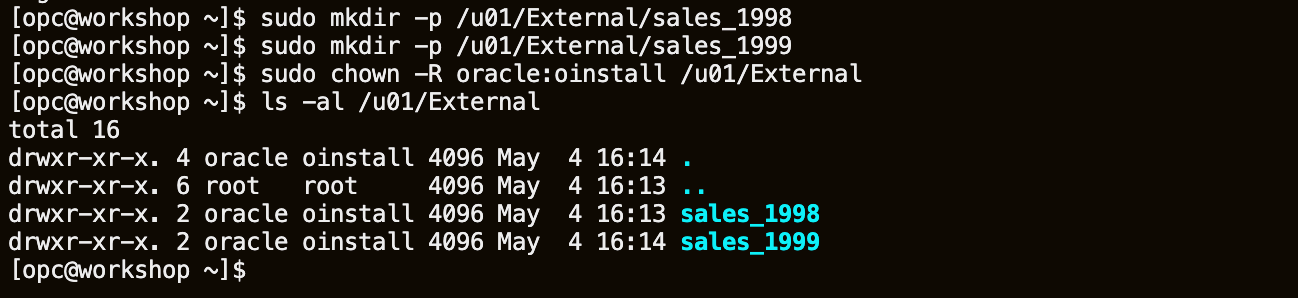 [opc@workshop ~]$ sudo mkdir -p /u01/External/sales_1998
[opc@workshop ~]$ sudo mkdir -p /u01/External/sales_1999
[opc@workshop ~]$ sudo chown -R oracle:oinstall /u01/External
[opc@workshop ~]$ ls -al /u01/External
total 16
drwxr-xr-x. 4 oracle oinstall 4096 May  4 16:14 .
drwxr-xr-x. 6 root   root     4096 May  4 16:13 ..
drwxr-xr-x. 2 oracle oinstall 4096 May  4 16:13 sales_1998
drwxr-xr-x. 2 oracle oinstall 4096 May  4 16:14 sales_1999
[opc@workshop ~]$